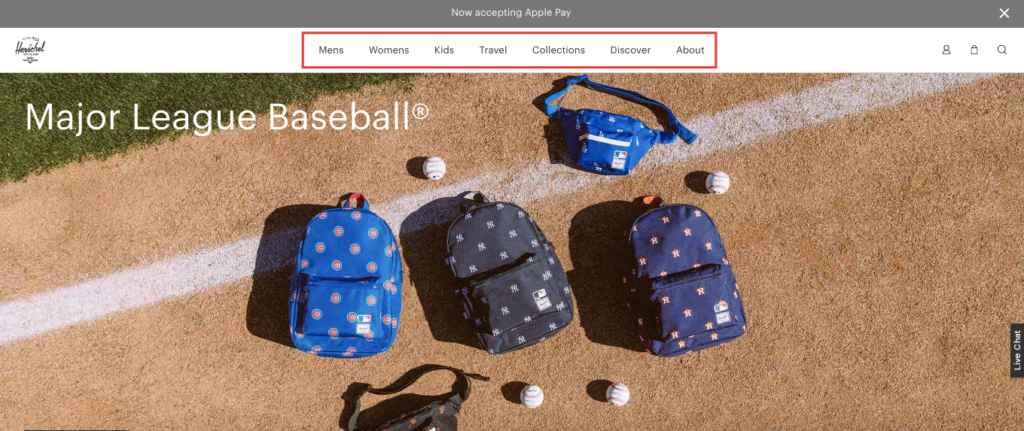 Now accepting Apple Pay
Herschel
Mens Womens Kids Travel Collections Discover About
Major League Baseball®
Live Chat